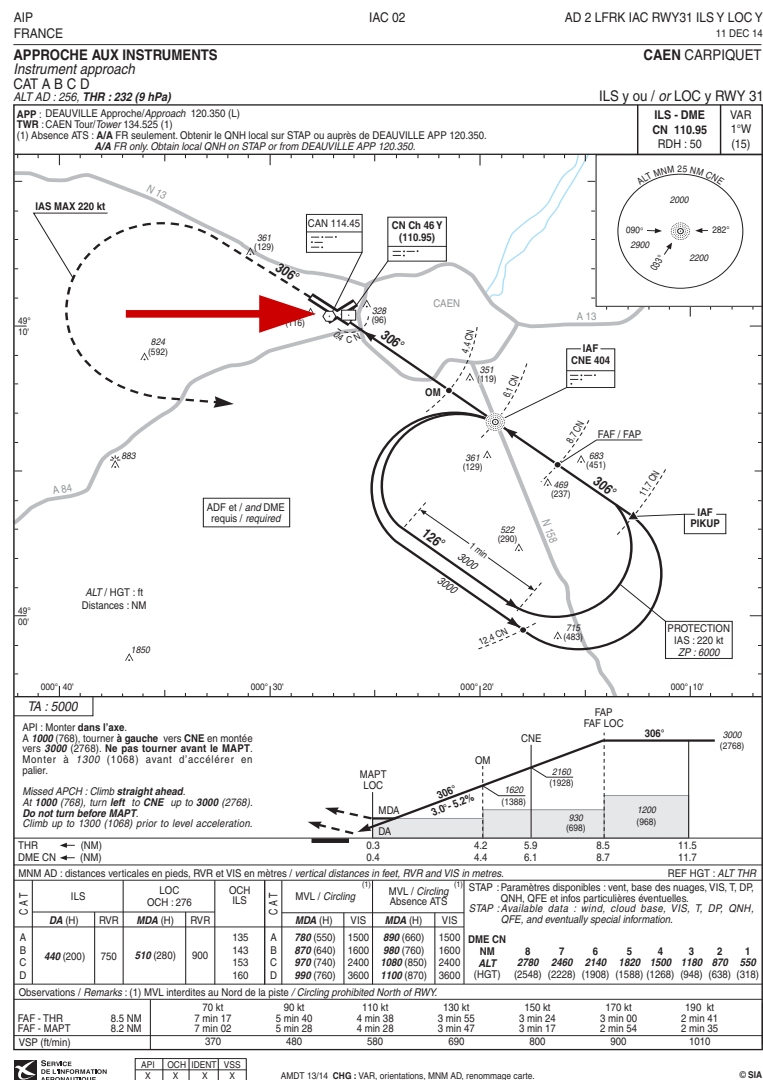 AIP IAC 02 AD 2 LFRK IAC RWY31 ILS Y LOC Y
FRANCE 11 DEC 14
APPROCHE AUX INSTRUMENTS CAEN CARPIQUET
Instrument approach
CAT A B C D
ALT AD : 256, THR : 232 (9 hPa) ILS y ou / or LOC y RWY 31
APP : DEAUVILLE Approche/Approach 120.350 (L)
TWR : CAEN Tour/Tower 134.525 (1)
(1) Absence ATS : A/A FR seulement. Obtenir le QNH local sur STAP ou auprès de DEAUVILLE APP 120.350.
A/A FR only. Obtain local QNH on STAP or from DEAUVILLE APP 120.350.
ILS - DME
CN 110.95
RDH : 50
VAR
1°W
(15)
ALT MNM 25 NM CNE
2000
090°
282°
2900
033°
2200
N 13
IAS MAX 220 kt
361
(129)
306°
CAN 114.45
CN Ch 46 Y
(110.95)
CAEN
A 13
328
(96)
(116)
0.4 CN
306°
49°
10'
824
(592)
4.4 CN
351
(119)
OM
6.1 CN
IAF
CNE 404
8.7 CN
FAF / FAP
883
361
(129)
683
(451)
469
(237)
306°
11.7 CN
A 84
IAF
PIKUP
ADF et / and DME
requis / required
126°
1 min
3000
3000
522
(290)
N 158
ALT / HGT : ft
Distances : NM
49°
00'
12.4 CN
715
(483)
PROTECTION
IAS : 220 kt
ZP : 6000
1850
000° 40' 000° 30' 000° 20' 000° 10'
TA : 5000
API : Monter dans l'axe.
A 1000 (768), tourner à gauche vers CNE en montée
vers 3000 (2768). Ne pas tourner avant le MAPT.
Monter à 1300 (1068) avant d'accélérer en
palier.
Missed APCH : Climb straight ahead.
At 1000 (768), turn left to CNE up to 3000 (2768).
Do not turn before MAPT.
Climb up to 1300 (1068) prior to level acceleration.
FAP
FAF LOC
CNE
306°
3000
(2768)
OM
2160
(1928)
MAPT
LOC
306°
3.0°- 5.2%
1620
(1388)
MDA
DA
930
(698)
1200
(968)
THR ← (NM) 0.3 4.2 5.9 8.5 11.5
DME CN ← (NM) 0.4 4.4 6.1 8.7 11.7
MNM AD : distances verticales en pieds, RVR et VIS en mètres / vertical distances in feet, RVR and VIS in metres. REF HGT : ALT THR
CAT
ILS
DA (H) RVR
440 (200) 750
LOC
OCH : 276
MDA (H) RVR
510 (280) 900
OCH
ILS
135
143
153
160
CAT
MVL / Circling (1)
MDA (H) VIS
MVL / Circling (1)
Absence ATS
MDA (H) VIS
A A 780 (550) 1500 890 (660) 1500
B B 870 (640) 1600 980 (760) 1600
C C 970 (740) 2400 1080 (850) 2400
D D 990 (760) 3600 1100 (870) 3600
STAP : Paramètres disponibles : vent, base des nuages, VIS, T, DP,
QNH, QFE et infos particulières éventuelles.
STAP : Available data : wind, cloud base, VIS, T, DP, QNH,
QFE, and eventually special information.
DME CN
NM 8 7 6 5 4 3 2 1
ALT 2780 2460 2140 1820 1500 1180 870 550
(HGT) (2548) (2228) (1908) (1588) (1268) (948) (638) (318)
Observations / Remarks : (1) MVL interdites au Nord de la piste / Circling prohibited North of RWY.
70 kt 90 kt 110 kt 130 kt 150 kt 170 kt 190 kt
FAF - THR 8.5 NM 7 min 17 5 min 40 4 min 38 3 min 55 3 min 24 3 min 00 2 min 41
FAF - MAPT 8.2 NM 7 min 02 5 min 28 4 min 28 3 min 47 3 min 17 2 min 54 2 min 35
VSP (ft/min) 370 480 580 690 800 900 1010
SERVICE
DE L'INFORMATION
AERONAUTIQUE
API OCH IDENT VSS
X X X X
AMDT 13/14 CHG : VAR, orientations, MNM AD, renommage carte.
© SIA